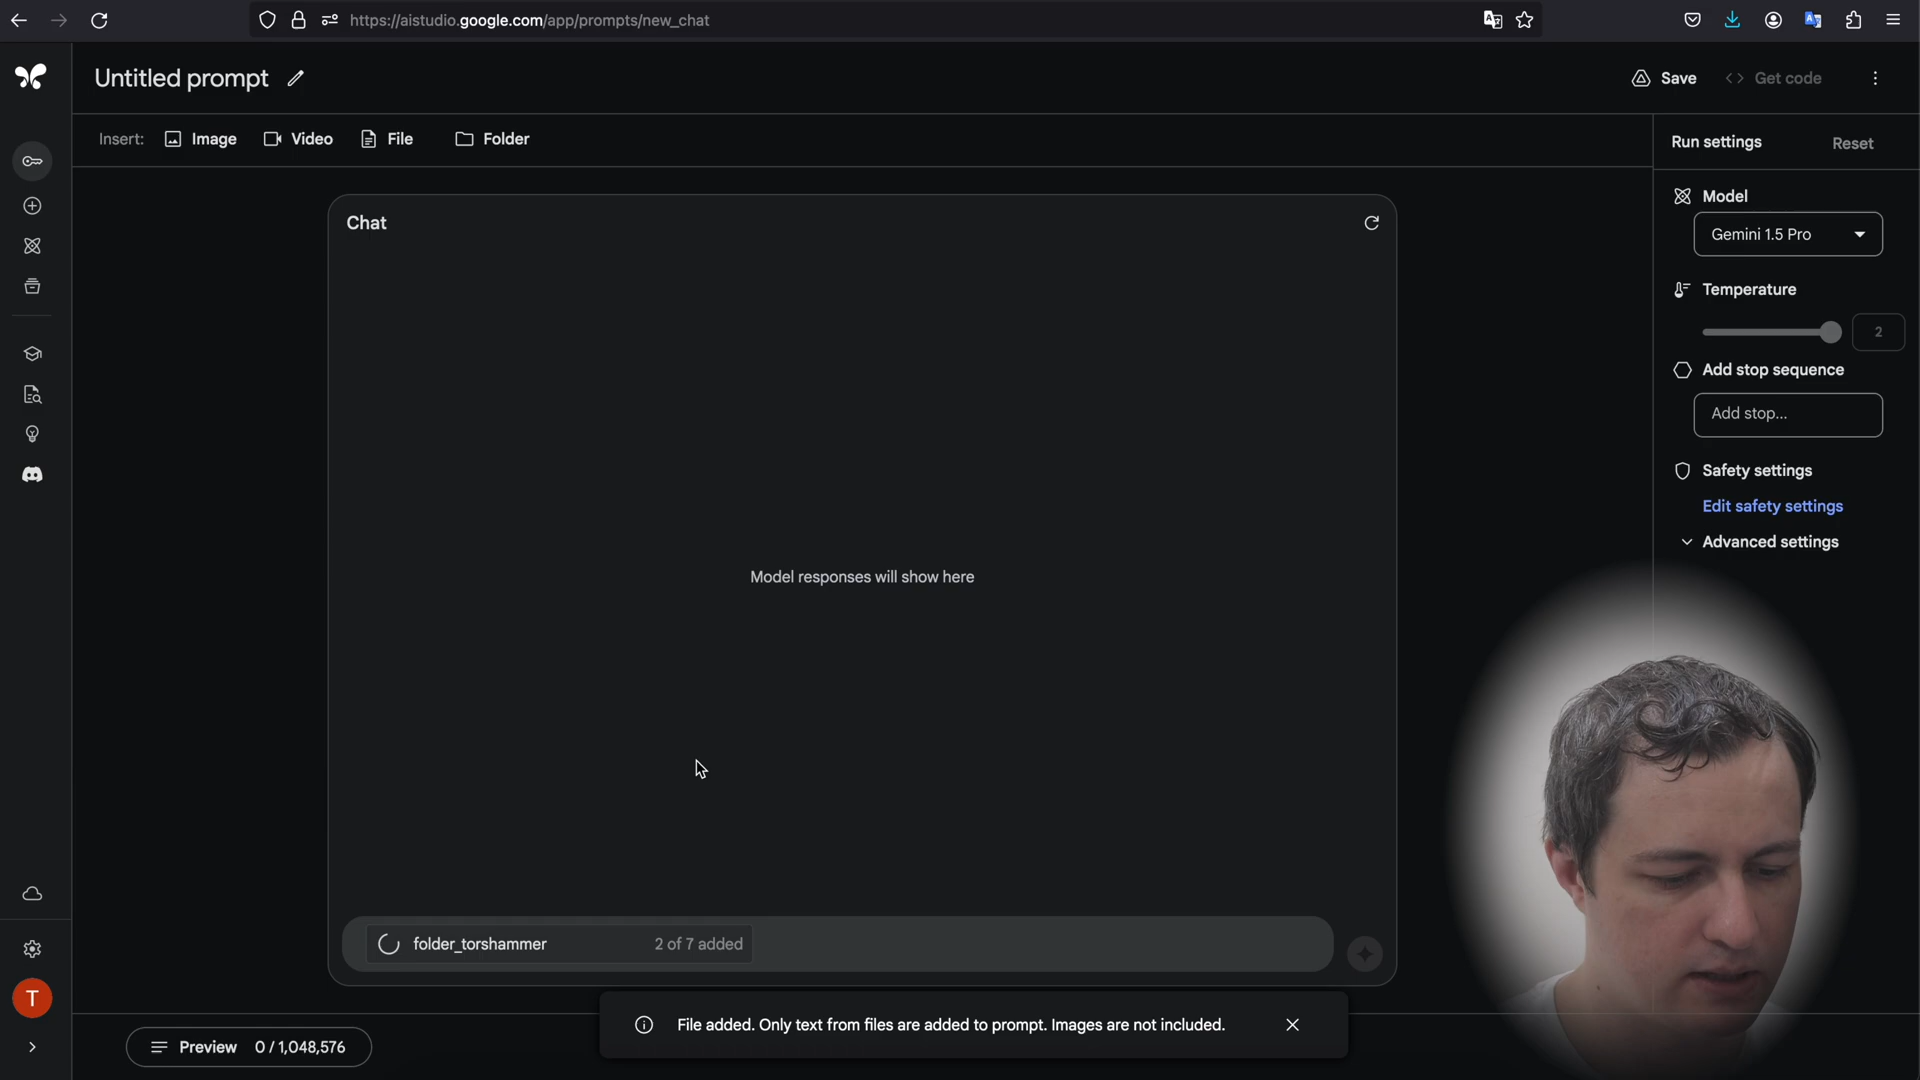 https://aistudio.google.com/app/prompts/new_chat
Untitled prompt
Save
Get code
Insert:
Image
Video
File
Folder
Run settings
Reset
Chat
Model
Gemini 1.5 Pro
Temperature
2
Add stop sequence
Add stop...
Safety settings
Edit safety settings
Advanced settings
Model responses will show here
folder_torshammer
2 of 7 added
T
File added. Only text from files are added to prompt. Images are not included.
Preview
0 / 1,048,576